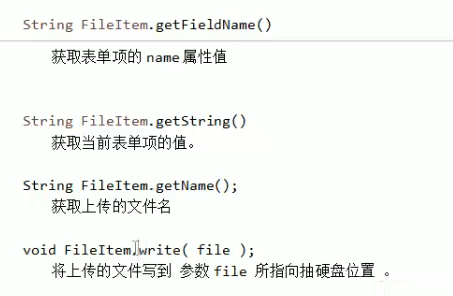 String FileItem.getFieldName()
获取表单项的 name 属性值
String FileItem.getString()
获取当前表单项的值。
String FileItem.getName();
获取上传的文件名
void FileItem.write( file );
将上传的文件写到 参数 file 所指向抽硬盘位置 。